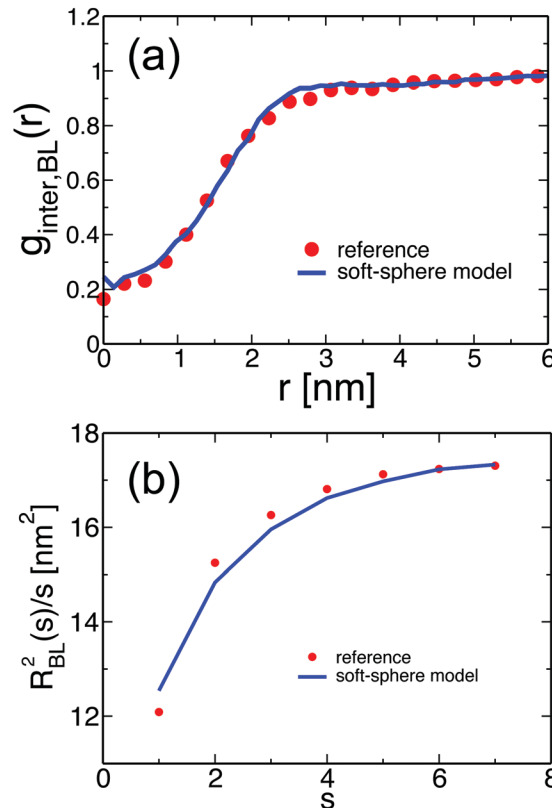 (a)
g_inter,BL(r)
1.2
1
0.8
0.6
0.4
0.2
0
reference
soft-sphere model
0 1 2 3 4 5 6
r [nm]
(b)
R²_BL(s)/s [nm²]
18
16
14
12
reference
soft-sphere model
0 2 4 6 8
s